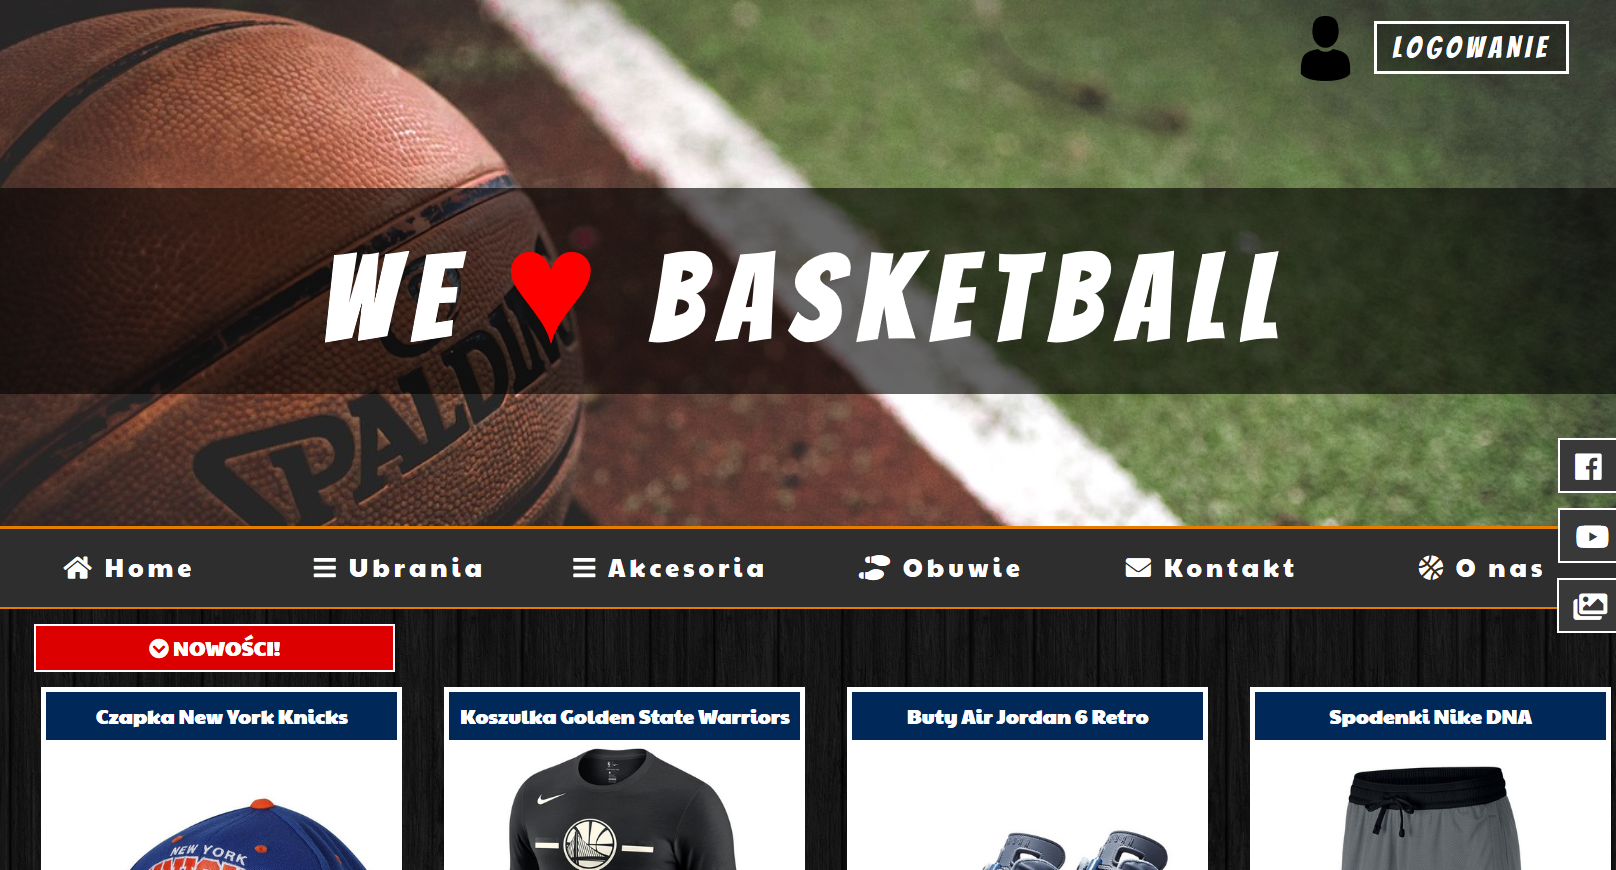 LOGOWANIE
WE ♥ BASKETBALL
SPALDING
Home Ubrania Akcesoria Obuwie Kontakt O nas
NOWOŚCI!
Czapka New York Knicks Koszulka Golden State Warriors Buty Air Jordan 6 Retro Spodenki Nike DNA
NEW YORK